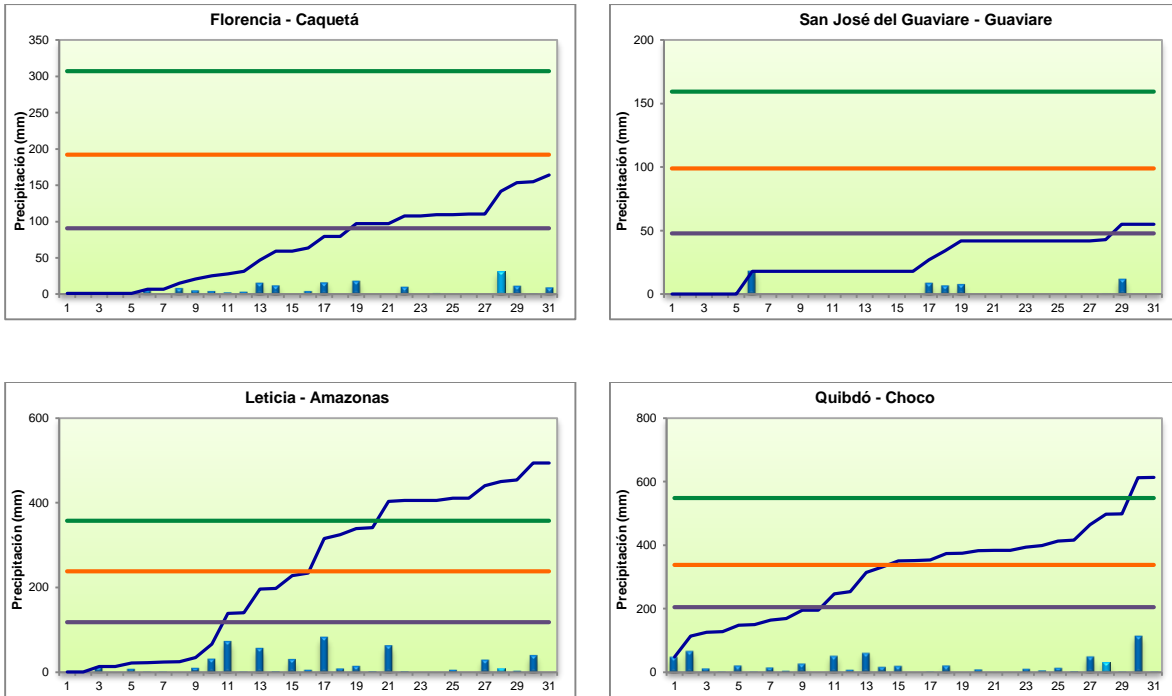 Florencia - Caquetá
Precipitación (mm)
350
300
250
200
150
100
50
0
1 3 5 7 9 11 13 15 17 19 21 23 25 27 29 31
San José del Guaviare - Guaviare
Precipitación (mm)
200
150
100
50
0
1 3 5 7 9 11 13 15 17 19 21 23 25 27 29 31
Leticia - Amazonas
Precipitación (mm)
600
400
200
0
1 3 5 7 9 11 13 15 17 19 21 23 25 27 29 31
Quibdó - Choco
Precipitación (mm)
800
600
400
200
0
1 3 5 7 9 11 13 15 17 19 21 23 25 27 29 31